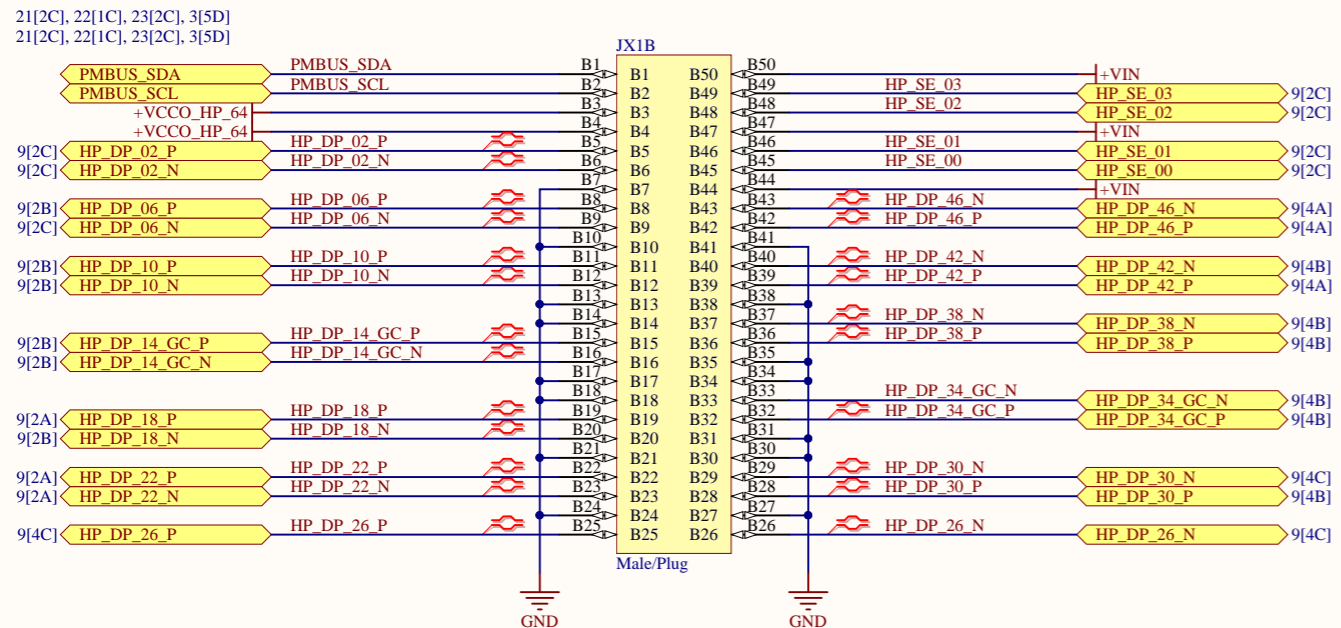 21[2C], 22[1C], 23[2C], 3[5D]
21[2C], 22[1C], 23[2C], 3[5D]
JX1B
PMBUS_SDA PMBUS_SDA B1 B1 B50 B50 +VIN
PMBUS_SCL PMBUS_SCL B2 B2 B49 B49 HP_SE_03 HP_SE_03 9[2C]
+VCCO_HP_64 B3 B3 B48 B48 HP_SE_02 HP_SE_02 9[2C]
+VCCO_HP_64 B4 B4 B47 B47 +VIN
9[2C] HP_DP_02_P HP_DP_02_P B5 B5 B46 B46 HP_SE_01 HP_SE_01 9[2C]
9[2C] HP_DP_02_N HP_DP_02_N B6 B6 B45 B45 HP_SE_00 HP_SE_00 9[2C]
B7 B7 B44 B44 +VIN
9[2B] HP_DP_06_P HP_DP_06_P B8 B8 B43 B43 HP_DP_46_N HP_DP_46_N 9[4A]
9[2C] HP_DP_06_N HP_DP_06_N B9 B9 B42 B42 HP_DP_46_P HP_DP_46_P 9[4A]
B10 B10 B41 B41
9[2B] HP_DP_10_P HP_DP_10_P B11 B11 B40 B40 HP_DP_42_N HP_DP_42_N 9[4B]
9[2B] HP_DP_10_N HP_DP_10_N B12 B12 B39 B39 HP_DP_42_P HP_DP_42_P 9[4A]
B13 B13 B38 B38
B14 B14 B37 B37 HP_DP_38_N HP_DP_38_N 9[4B]
9[2B] HP_DP_14_GC_P HP_DP_14_GC_P B15 B15 B36 B36 HP_DP_38_P HP_DP_38_P 9[4B]
9[2B] HP_DP_14_GC_N HP_DP_14_GC_N B16 B16 B35 B35
B17 B17 B34 B34
B18 B18 B33 B33 HP_DP_34_GC_N HP_DP_34_GC_N 9[4B]
9[2A] HP_DP_18_P HP_DP_18_P B19 B19 B32 B32 HP_DP_34_GC_P HP_DP_34_GC_P 9[4B]
9[2B] HP_DP_18_N HP_DP_18_N B20 B20 B31 B31
B21 B21 B30 B30
9[2A] HP_DP_22_P HP_DP_22_P B22 B22 B29 B29 HP_DP_30_N HP_DP_30_N 9[4C]
9[2A] HP_DP_22_N HP_DP_22_N B23 B23 B28 B28 HP_DP_30_P HP_DP_30_P 9[4B]
B24 B24 B27 B27
9[4C] HP_DP_26_P HP_DP_26_P B25 B25 B26 B26 HP_DP_26_N HP_DP_26_N 9[4C]
Male/Plug
GND GND